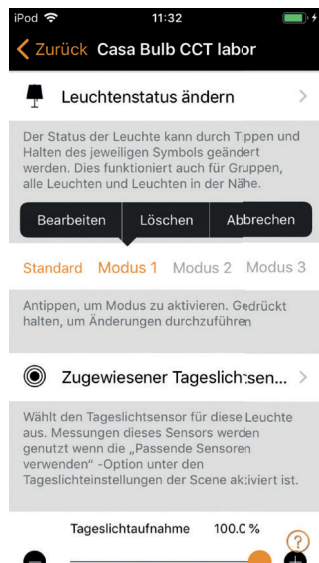 iPod 11:32
Zurück Casa Bulb CCT labor
Leuchtenstatus ändern
Der Status der Leuchte kann durch Tippen und
Halten des jeweiligen Symbols geändert
werden. Dies funktioniert auch für Gruppen,
alle Leuchten und Leuchten in der Nähe.
Bearbeiten Löschen Abbrechen
Standard Modus 1 Modus 2 Modus 3
Antippen, um Modus zu aktivieren. Gedrückt
halten, um Änderungen durchzuführen
Zugewiesener Tageslichtsen...
Wählt den Tageslichtsensor für diese Leuchte
aus. Messungen dieses Sensors werden
genutzt wenn die „Passende Sensoren
verwenden“ -Option unter den
Tageslichteinstellungen der Scene aktiviert ist.
Tageslichtaufnahme 100.0 %
?